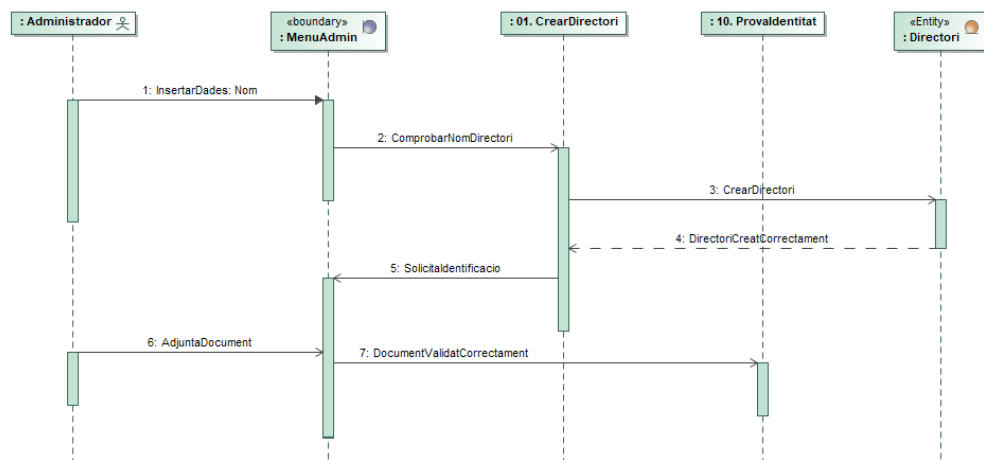 : Administrador
«boundary»
: MenuAdmin
: 01. CrearDirectori
: 10. ProvaIdentitat
«Entity»
: Directori
1: InsertarDades: Nom
2: ComprobarNomDirectori
3: CrearDirectori
4: DirectoriCreatCorrectament
5: SolicitaIdentificacio
6: AdjuntaDocument
7: DocumentValidatCorrectament